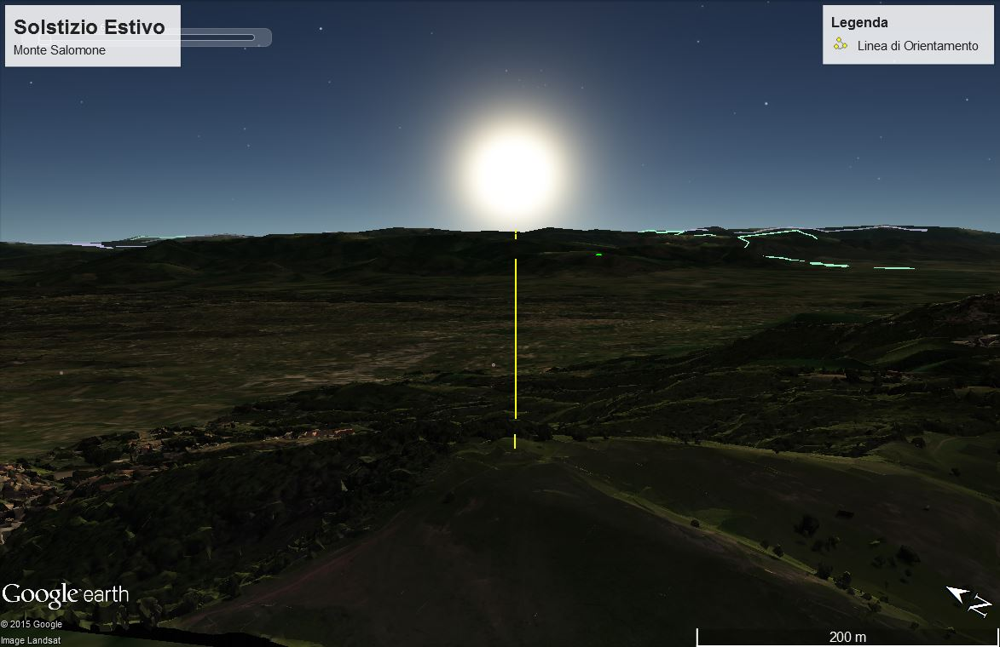 Solstizio Estivo
Monte Salomone
Legenda
Linea di Orientamento
Google earth
© 2015 Google
Image Landsat
N
200 m